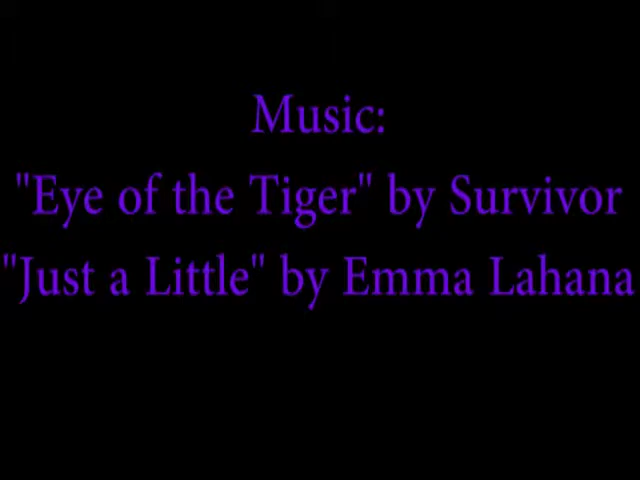 Music:
"Eye of the Tiger" by Survivor
"Just a Little" by Emma Lahana